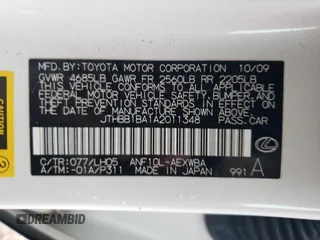 MFD. BY: TOYOTA MOTOR CORPORATION 10/09
GVWR 4685LB GAWR FR 2560LB RR 2205LB
THIS VEHICLE CONFORMS TO ALL APPLICABLE
FEDERAL MOTOR VEHICLE SAFETY, BUMPER, AND
THEFT PREVENTION STANDARDS IN EFFECT ON
THE DATE OF MANUFACTURE SHOWN ABOVE.
JTHBB1BA1A2011348 PASS.CAR
C/TR:077/LH05 ANF10L-AEXWBA
A/TM:-01A/P311 MADE IN JAPAN 991 A
DREAMBID